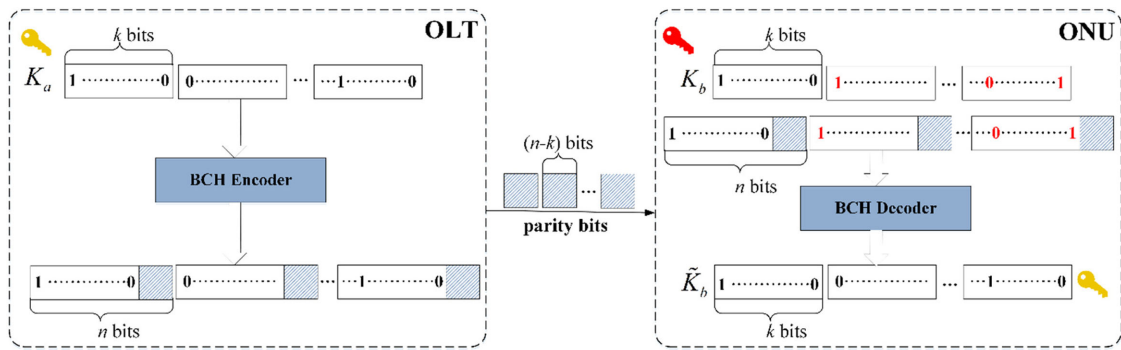 OLT
k bits
K_a 1 ············0 0·············· ··· ····1·······0
BCH Encoder
1 ···········0 0··········· ··· ···1·········0
n bits
(n-k) bits
...
parity bits
ONU
k bits
K_b 1 ············0 1·············· ... ···0······1
1 ············0 1·············· ···0·········1
n bits
BCH Decoder
K̃_b 1 ············0 0·············· ... ···1·······0
k bits